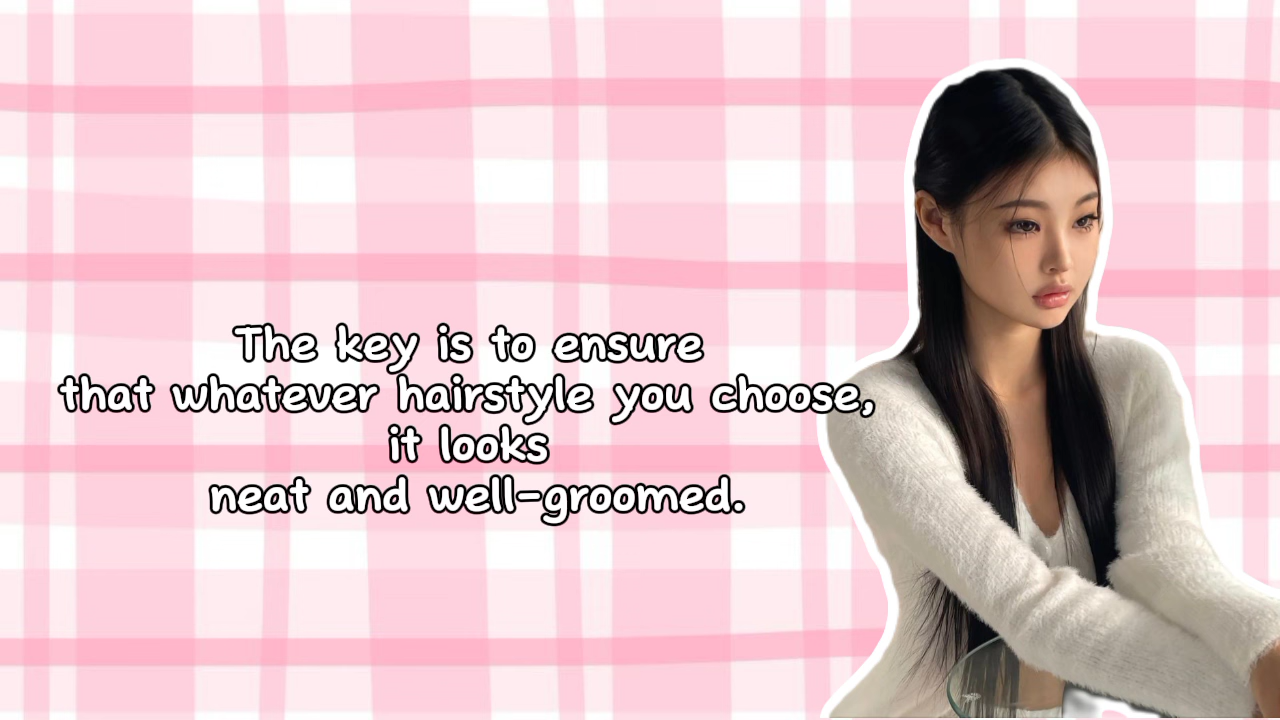 The key is to ensure
that whatever hairstyle you choose,
it looks
neat and well-groomed.